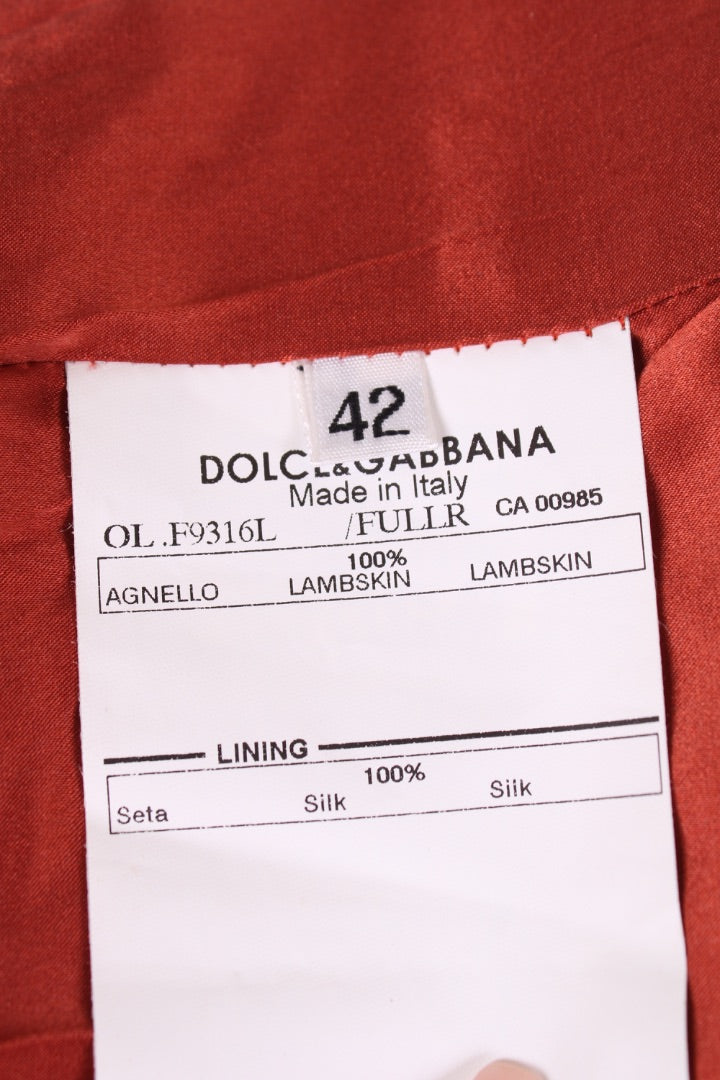 42
DOLCE&GABBANA
Made in Italy
OL .F9316L /FULLR CA 00985
100%
AGNELLO LAMBSKIN LAMBSKIN
LINING
100%
Seta Silk Silk